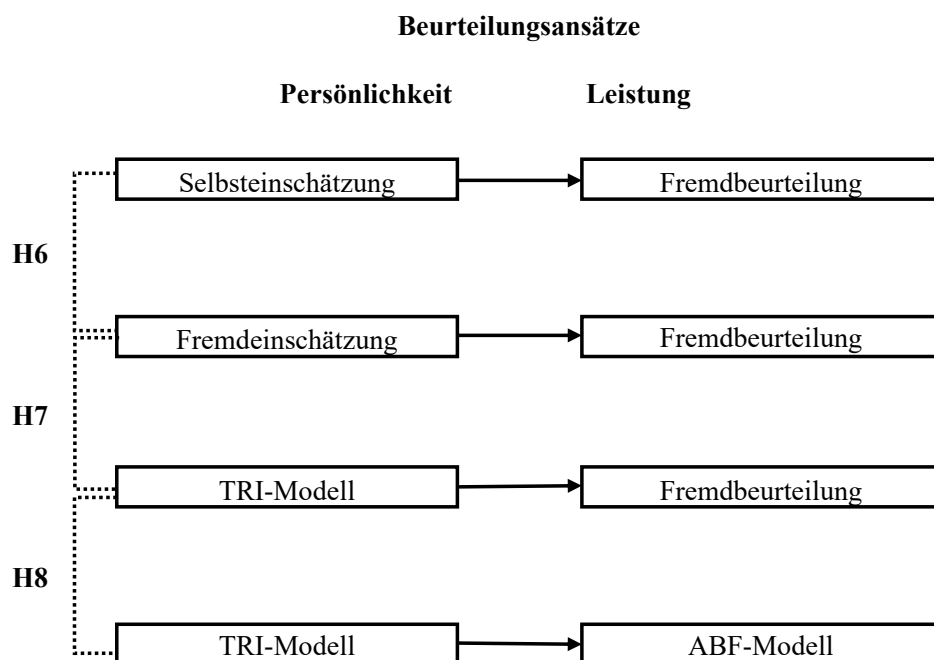 Beurteilungsansätze
Persönlichkeit Leistung
Selbsteinschätzung Fremdbeurteilung
H6
Fremdeinschätzung Fremdbeurteilung
H7
TRI-Modell Fremdbeurteilung
H8
TRI-Modell ABF-Modell